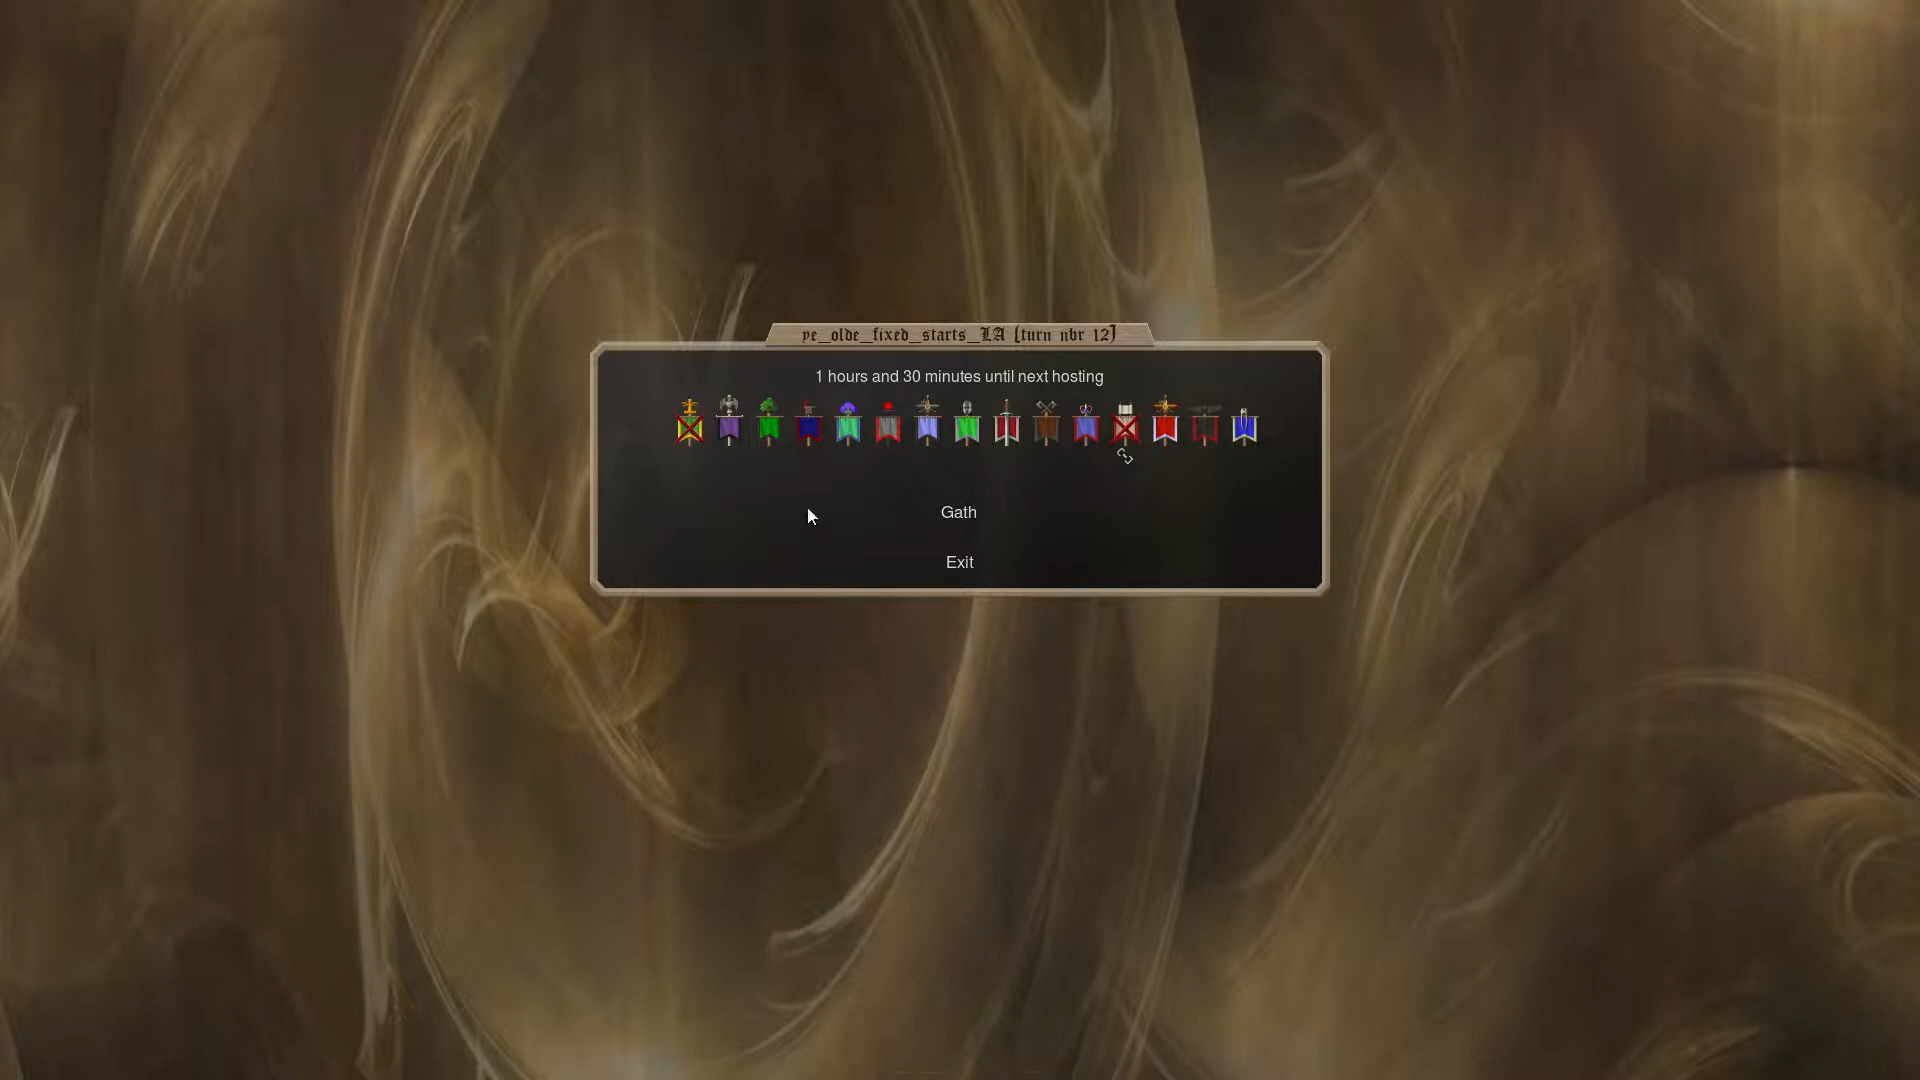 ye_olde_fixed_starts_LA (turn nbr 12)
1 hours and 30 minutes until next hosting
Gath
Exit